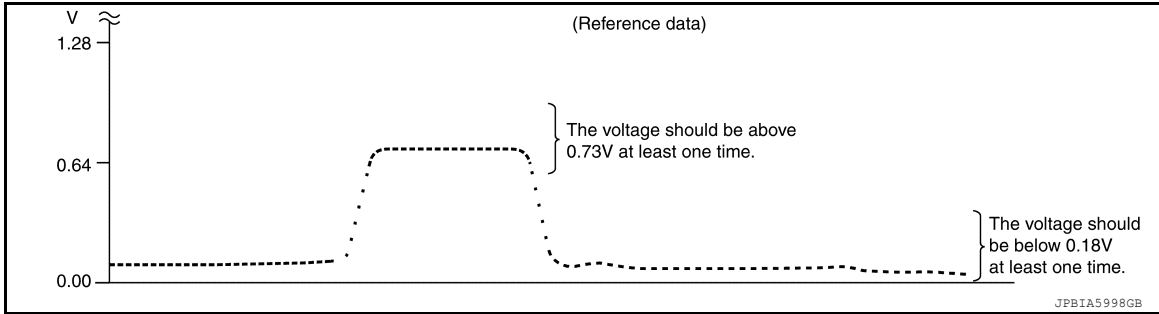 V
(Reference data)
1.28
The voltage should be above
0.73V at least one time.
0.64
The voltage should
be below 0.18V
at least one time.
0.00
JPBIA5998GB